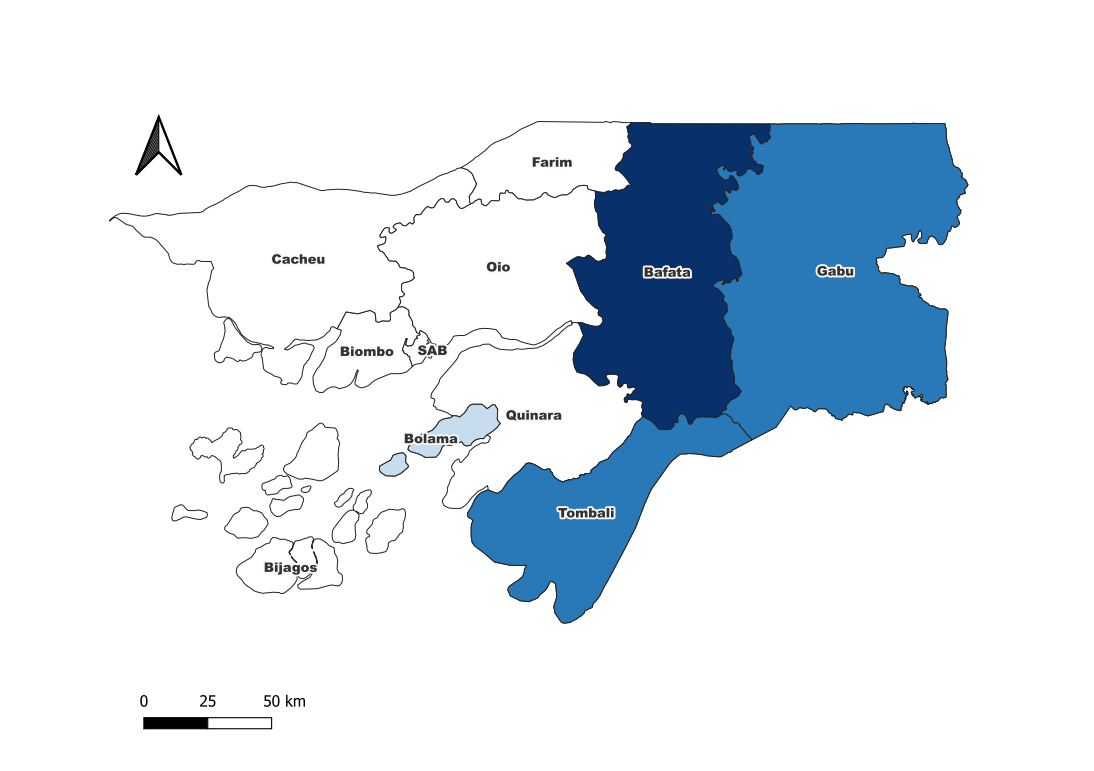 Farim
Cacheu
Oio
Bafata
Gabu
Biombo
SAB
Quinara
Bolama
Tombali
Bijagos
0 25 50 km